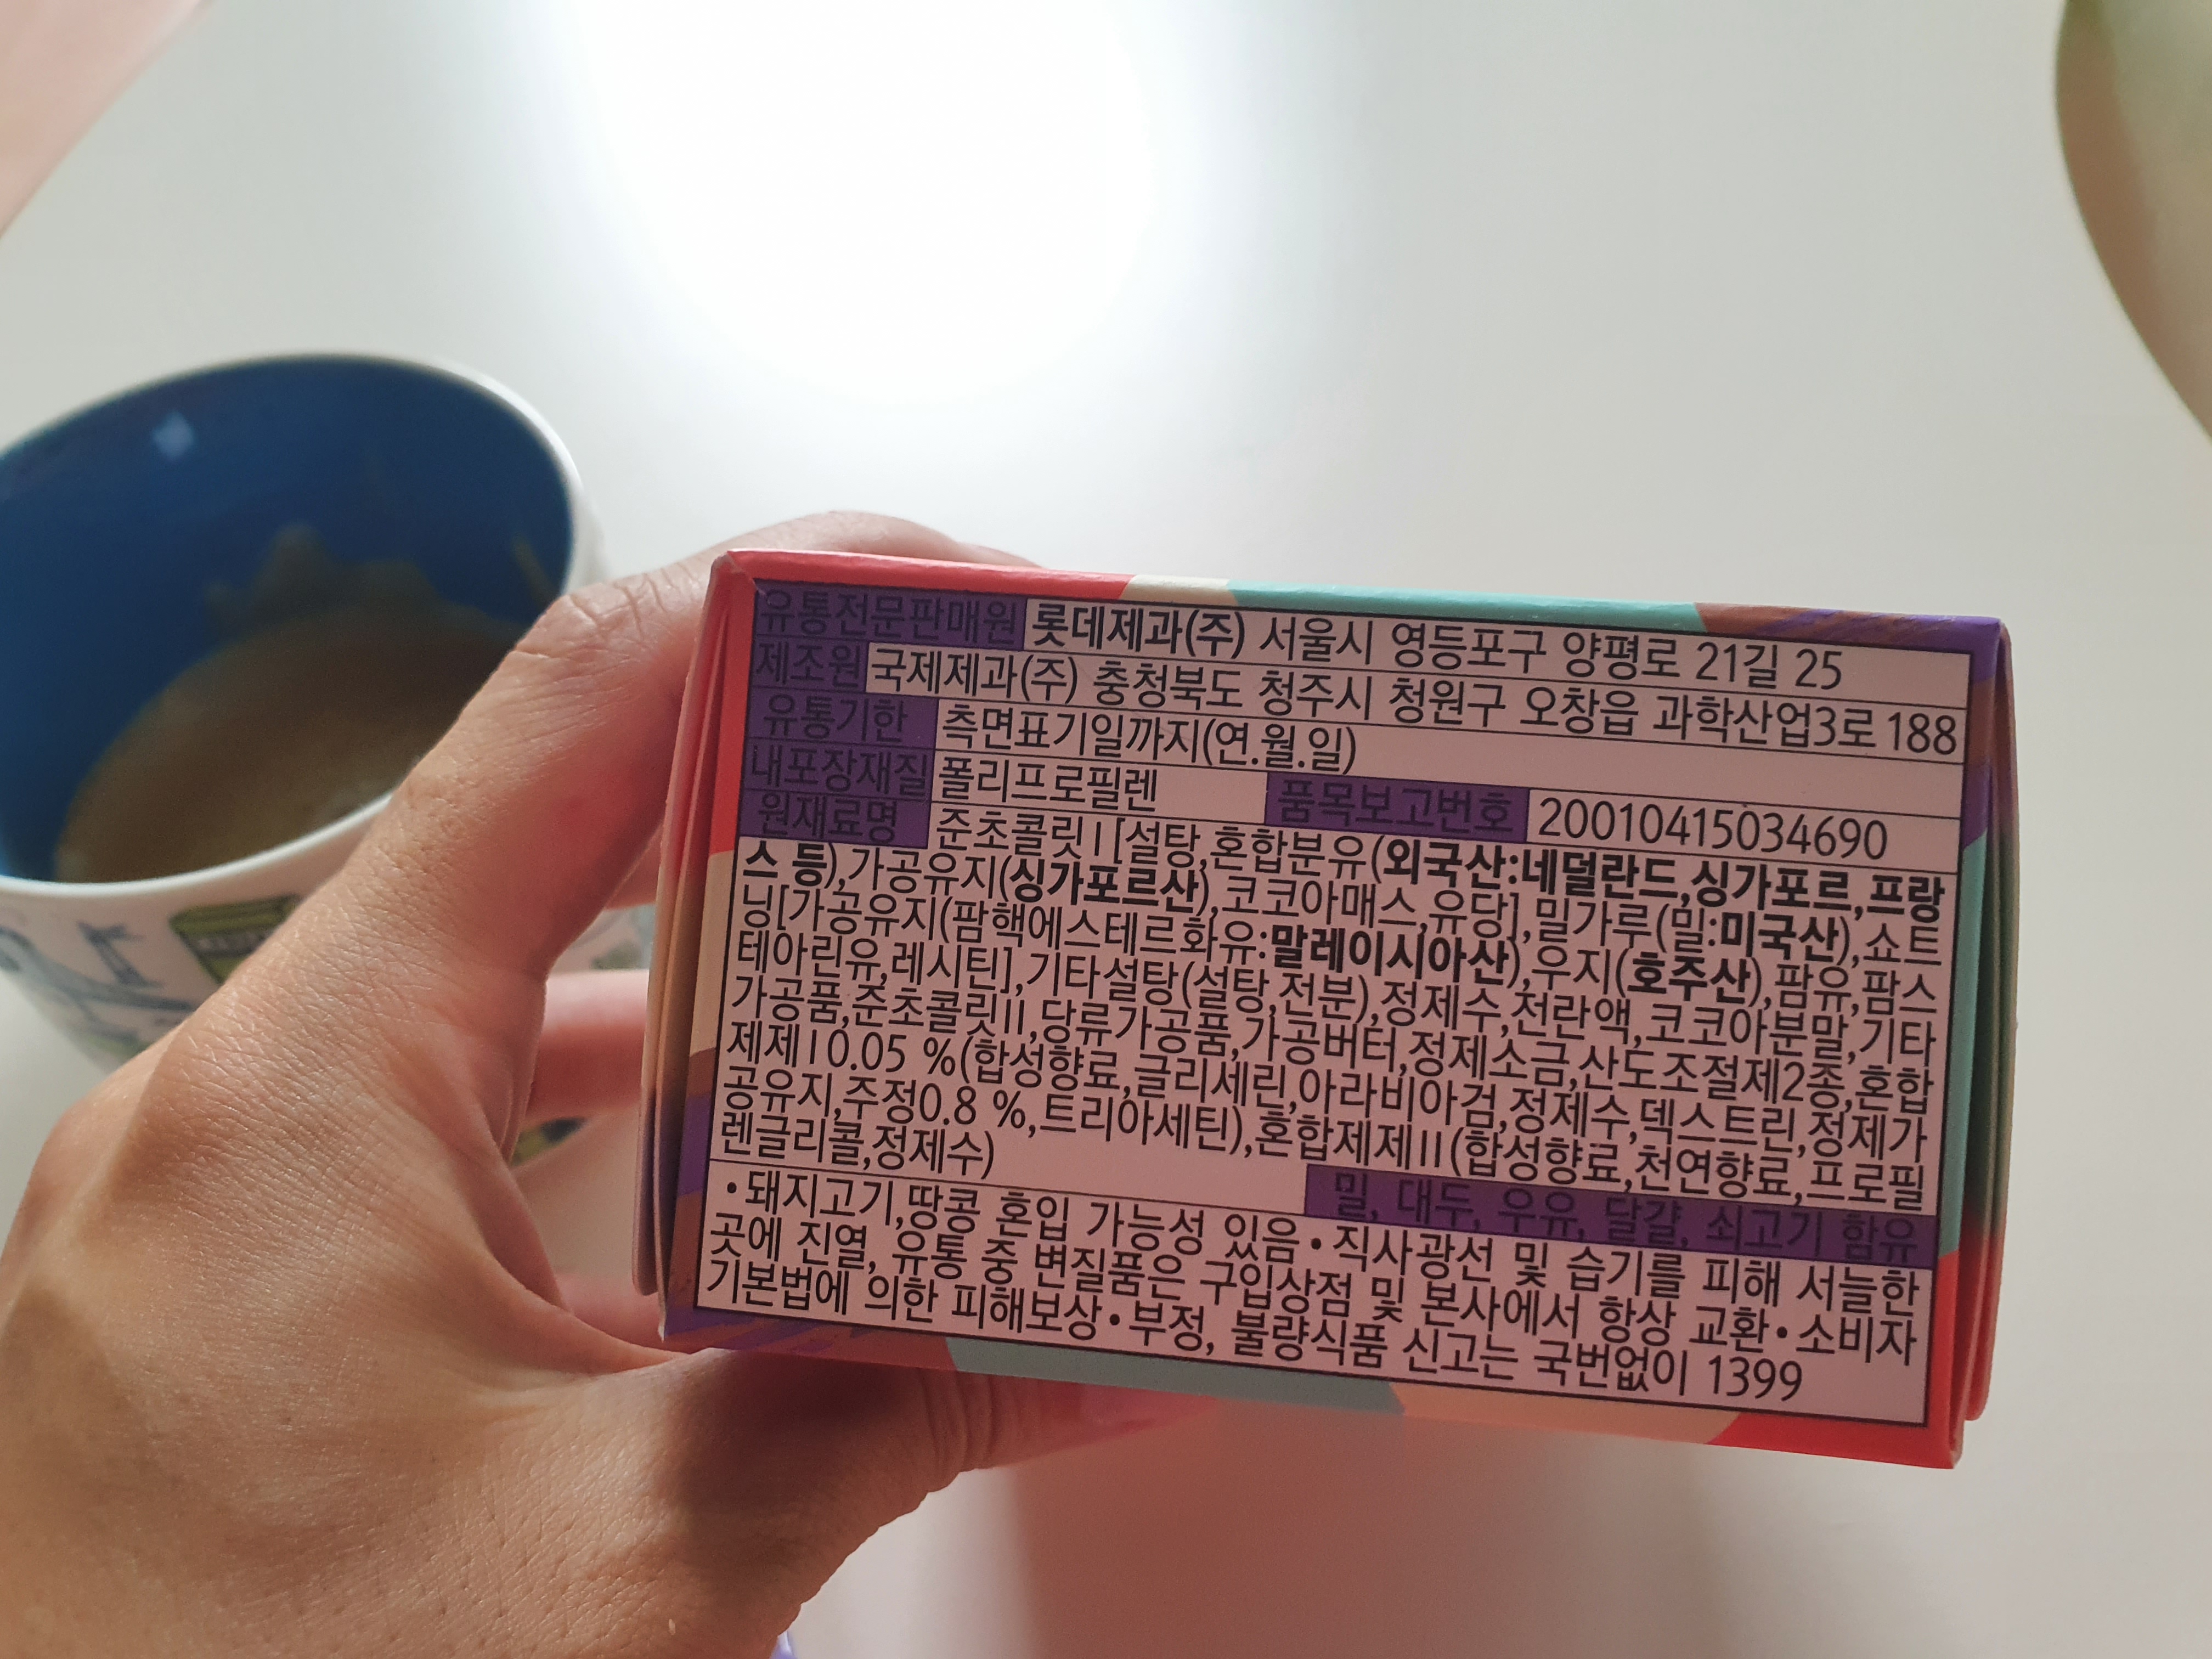 유통전문판매원 롯데제과(주) 서울시 영등포구 양평로 21길 25
제조원 국제제과(주) 충청북도 청주시 청원구 오창읍 과학산업3로 188
유통기한 측면표기일까지(연.월.일)
내포장재질 폴리프로필렌 품목보고번호 20010415034690
원재료명 준초콜릿Ⅰ[설탕,혼합분유(외국산:네덜란드,싱가포르,프랑
스 등),가공유지(싱가포르산),코코아매스,유당],밀가루(밀:미국산),쇼트
닝[가공유지(팜핵에스테르화유:말레이시아산),우지(호주산),팜유,팜스
테아린유,레시틴],기타설탕(설탕,전분),정제수,전란액,코코아분말,기타
가공품,준초콜릿Ⅱ,당류가공품,가공버터,정제소금,산도조절제2종,혼합
제제Ⅰ0.05 %(합성향료,글리세린,아라비아검,정제수,덱스트린,정제가
공유지,주정0.8 %,트리아세틴),혼합제제Ⅱ(합성향료,천연향료,프로필
렌글리콜,정제수)
밀, 대두, 우유, 달걀, 쇠고기 함유
•돼지고기,땅콩 혼입 가능성 있음•직사광선 및 습기를 피해 서늘한
곳에 진열, 유통 중 변질품은 구입상점 및 본사에서 항상 교환•소비자
기본법에 의한 피해보상•부정, 불량식품 신고는 국번없이 1399